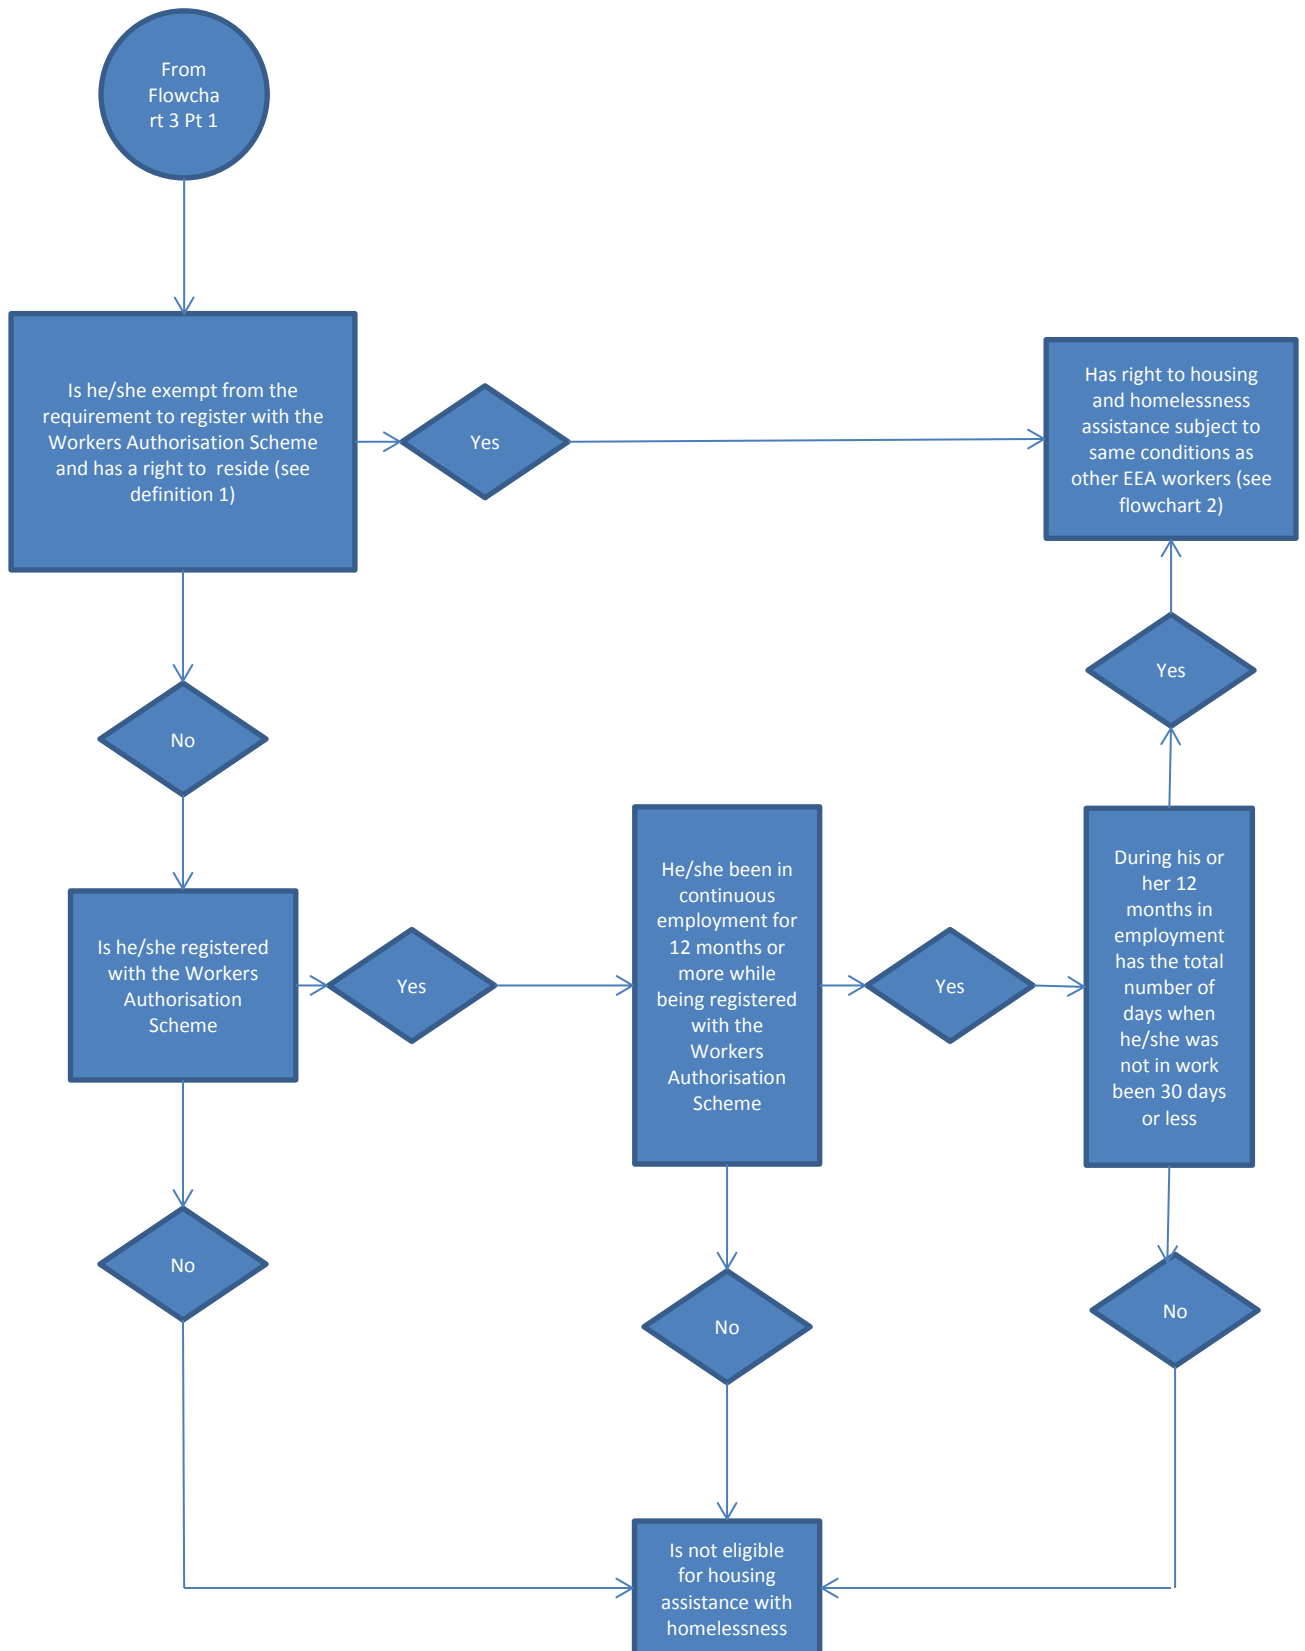 From
Flowcha
rt 3 Pt 1
Is he/she exempt from the
requirement to register with the
Workers Authorisation Scheme
and has a right to  reside (see
definition 1)
Yes
Has right to housing
and homelessness
assistance subject to
same conditions as
other EEA workers (see
flowchart 2)
Yes
No
Is he/she registered
with the Workers
Authorisation
Scheme
Yes
He/she been in
continuous
employment for
12 months or
more while
being registered
with the
Workers
Authorisation
Scheme
Yes
During his or
her 12
months in
employment
has the total
number of
days when
he/she was
not in work
been 30 days
or less
No
No
No
Is not eligible
for housing
assistance with
homelessness